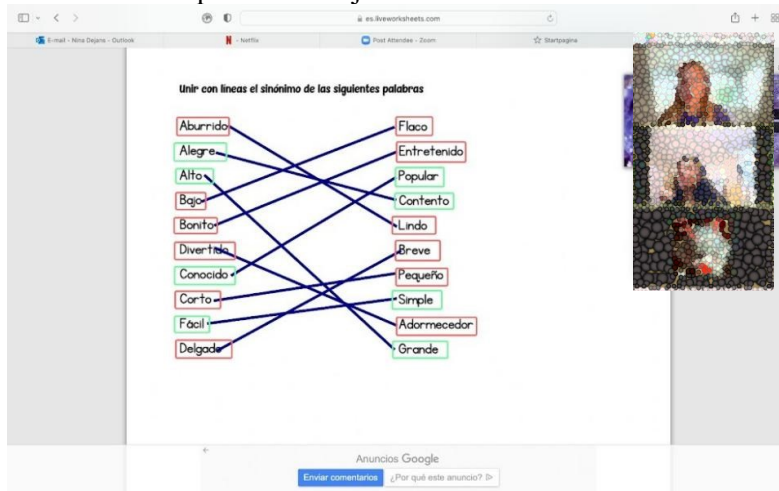 es.liveworksheets.com
E-mail - Nina Dejans - Outlook
N - Netflix
Post Attendee - Zoom
Startpagina
Unir con líneas el sinónimo de las siguientes palabras
Aburrido Flaco
Alegre Entretenido
Alto Popular
Bajo Contento
Bonito Lindo
Divertido Breve
Conocido Pequeño
Corto Simple
Fácil Adormecedor
Delgado Grande
Anuncios Google
Enviar comentarios ¿Por qué este anuncio?